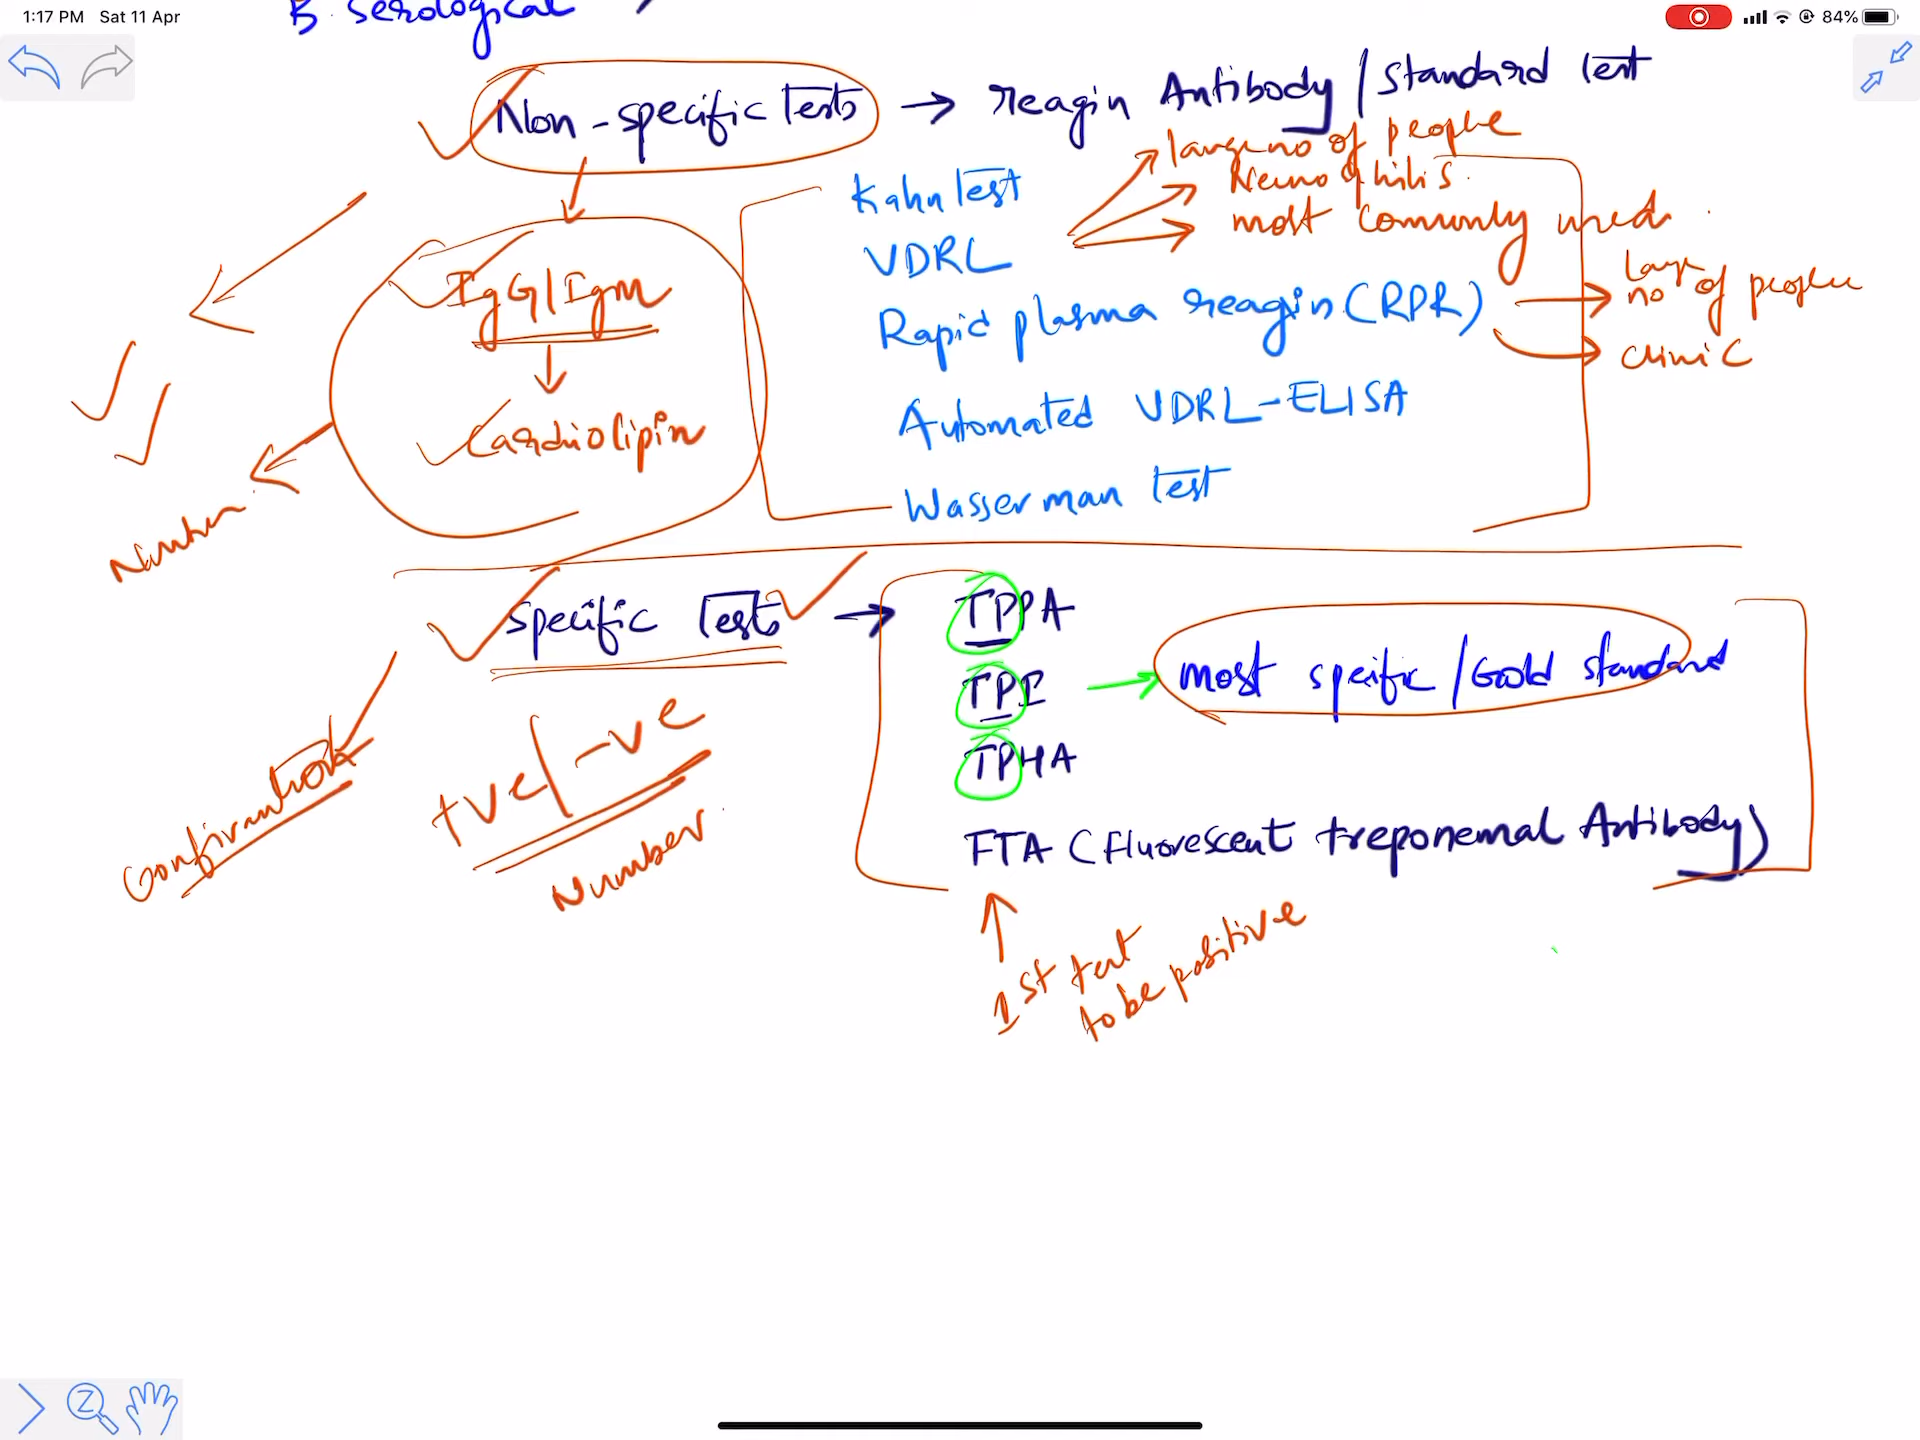 1:17 PM Sat 11 Apr
84%
B. Serological
Non-specific Tests → reagin Antibody / Standard Test
large no of people
Kahn Test
most commonly used
VDRL
IgG/Igm
large no of people
Rapid plasma reagin (RPR)
clinic
Automated VDRL-ELISA
Cardiolipin
Wasserman test
Specific Tests → TPPA
TPI → most specific / Gold standard
TPHA
+ve/-ve
Number
FTA (Fluorescent treponemal Antibody)
1st test
to be positive
Z